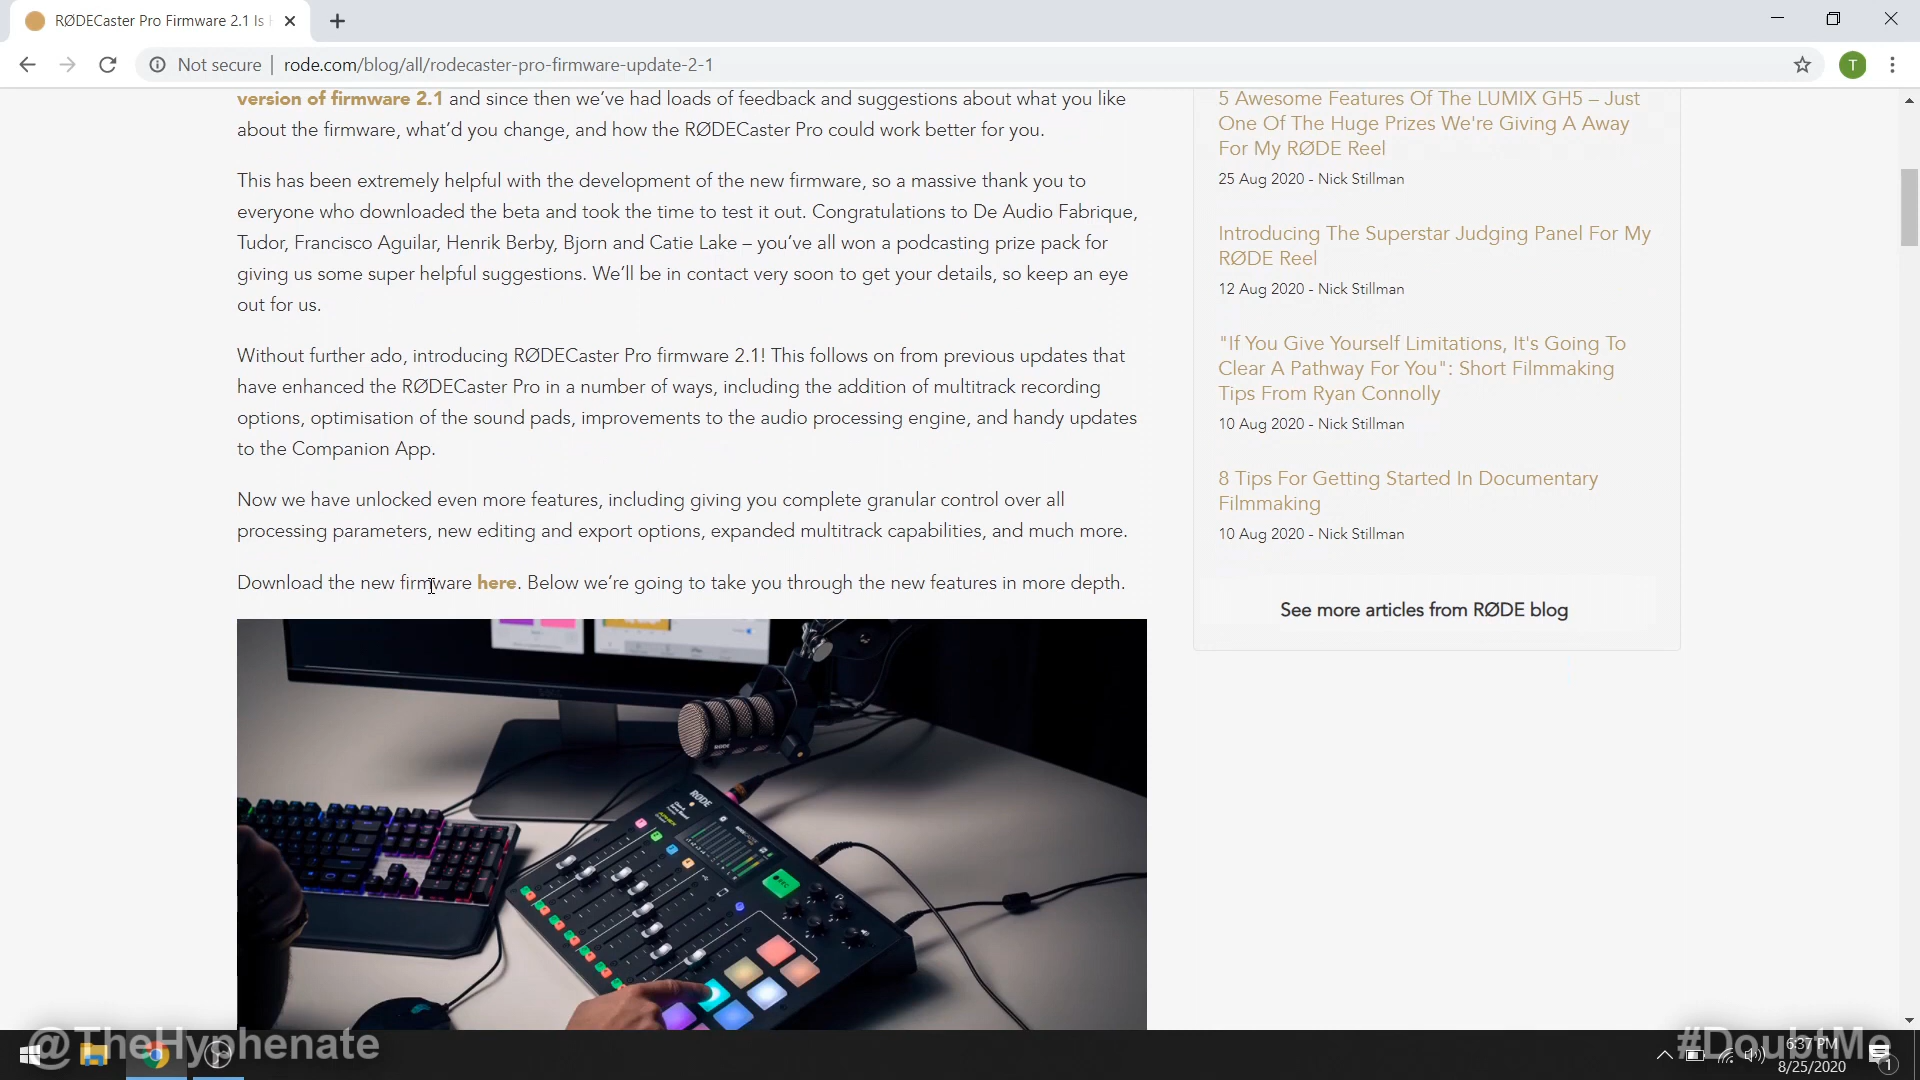 RØDECaster Pro Firmware 2.1 Is
Not secure
rode.com/blog/all/rodecaster-pro-firmware-update-2-1
T
version of firmware 2.1 and since then we’ve had loads of feedback and suggestions about what you like
about the firmware, what’d you change, and how the RØDECaster Pro could work better for you.
This has been extremely helpful with the development of the new firmware, so a massive thank you to
everyone who downloaded the beta and took the time to test it out. Congratulations to De Audio Fabrique,
Tudor, Francisco Aguilar, Henrik Berby, Bjorn and Catie Lake – you’ve all won a podcasting prize pack for
giving us some super helpful suggestions. We’ll be in contact very soon to get your details, so keep an eye
out for us.
Without further ado, introducing RØDECaster Pro firmware 2.1! This follows on from previous updates that
have enhanced the RØDECaster Pro in a number of ways, including the addition of multitrack recording
options, optimisation of the sound pads, improvements to the audio processing engine, and handy updates
to the Companion App.
Now we have unlocked even more features, including giving you complete granular control over all
processing parameters, new editing and export options, expanded multitrack capabilities, and much more.
Download the new firmware here. Below we’re going to take you through the new features in more depth.
5 Awesome Features Of The LUMIX GH5 – Just
One Of The Huge Prizes We're Giving A Away
For My RØDE Reel
25 Aug 2020 - Nick Stillman
Introducing The Superstar Judging Panel For My
RØDE Reel
12 Aug 2020 - Nick Stillman
"If You Give Yourself Limitations, It's Going To
Clear A Pathway For You": Short Filmmaking
Tips From Ryan Connolly
10 Aug 2020 - Nick Stillman
8 Tips For Getting Started In Documentary
Filmmaking
10 Aug 2020 - Nick Stillman
See more articles from RØDE blog
RØDE
RØDE
@TheHyphenate
#DoubtMe
6:37 PM
8/25/2020
1